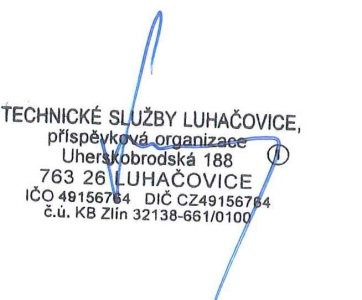 TECHNICKÉ SLUŽBY LUHAČOVICE,
příspěvková organizace
Uherskobrodská 188 ①
763 26 LUHAČOVICE
IČO 49156764 DIČ CZ49156764
č.ú. KB Zlín 32138-661/0100